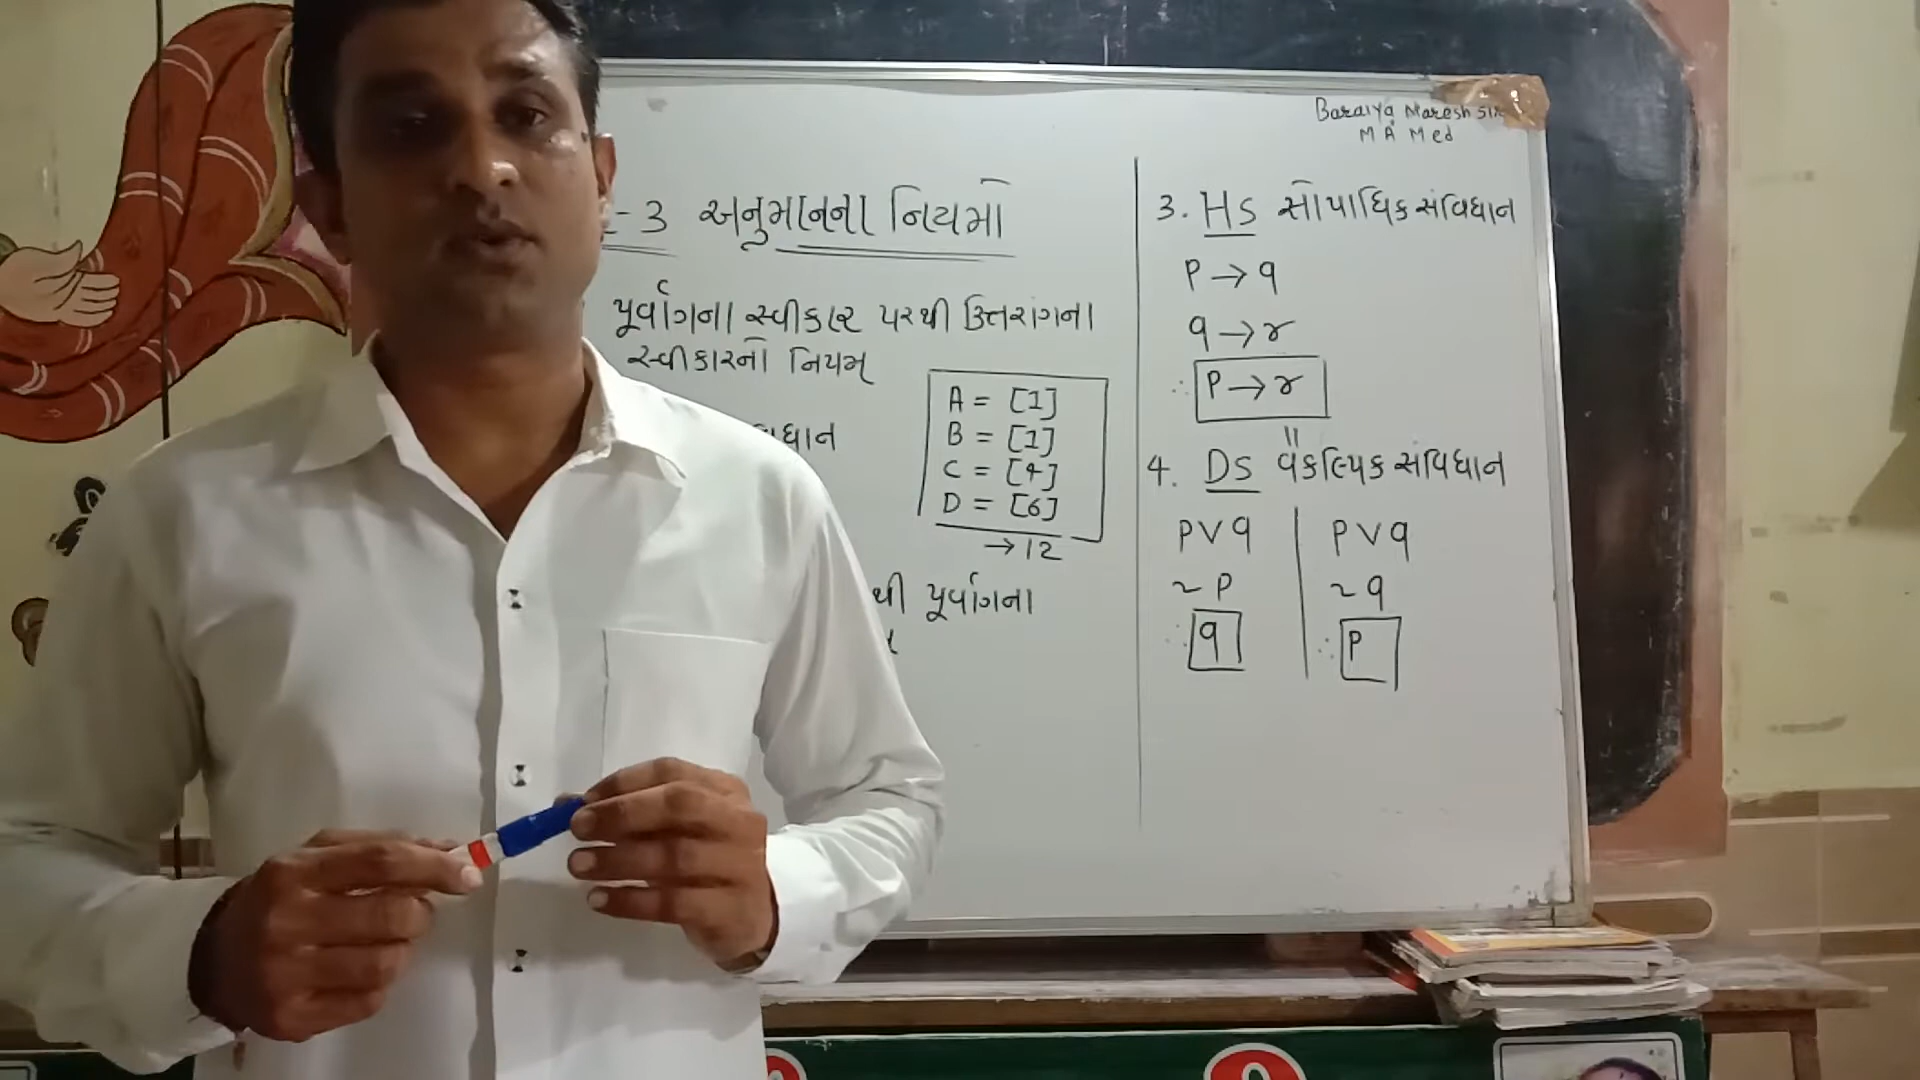 Baraiya Naresh sir
M A Med
-3 અનુમાનના નિયમો
પૂર્વાગના સ્વીકાર પરથી ઉત્તરાંગના
સ્વીકારનો નિયમ
ધાન
A = [1]
B = [1]
C = [4]
D = [6]
→ 12
થી પૂર્વાગના
3. HS સોપાધિક સંવિધાન
P → q
q → r
∴ P → r
4. DS વૈકલ્પિક સંવિધાન
P V q
~ P
∴ q
P V q
~ q
∴ P